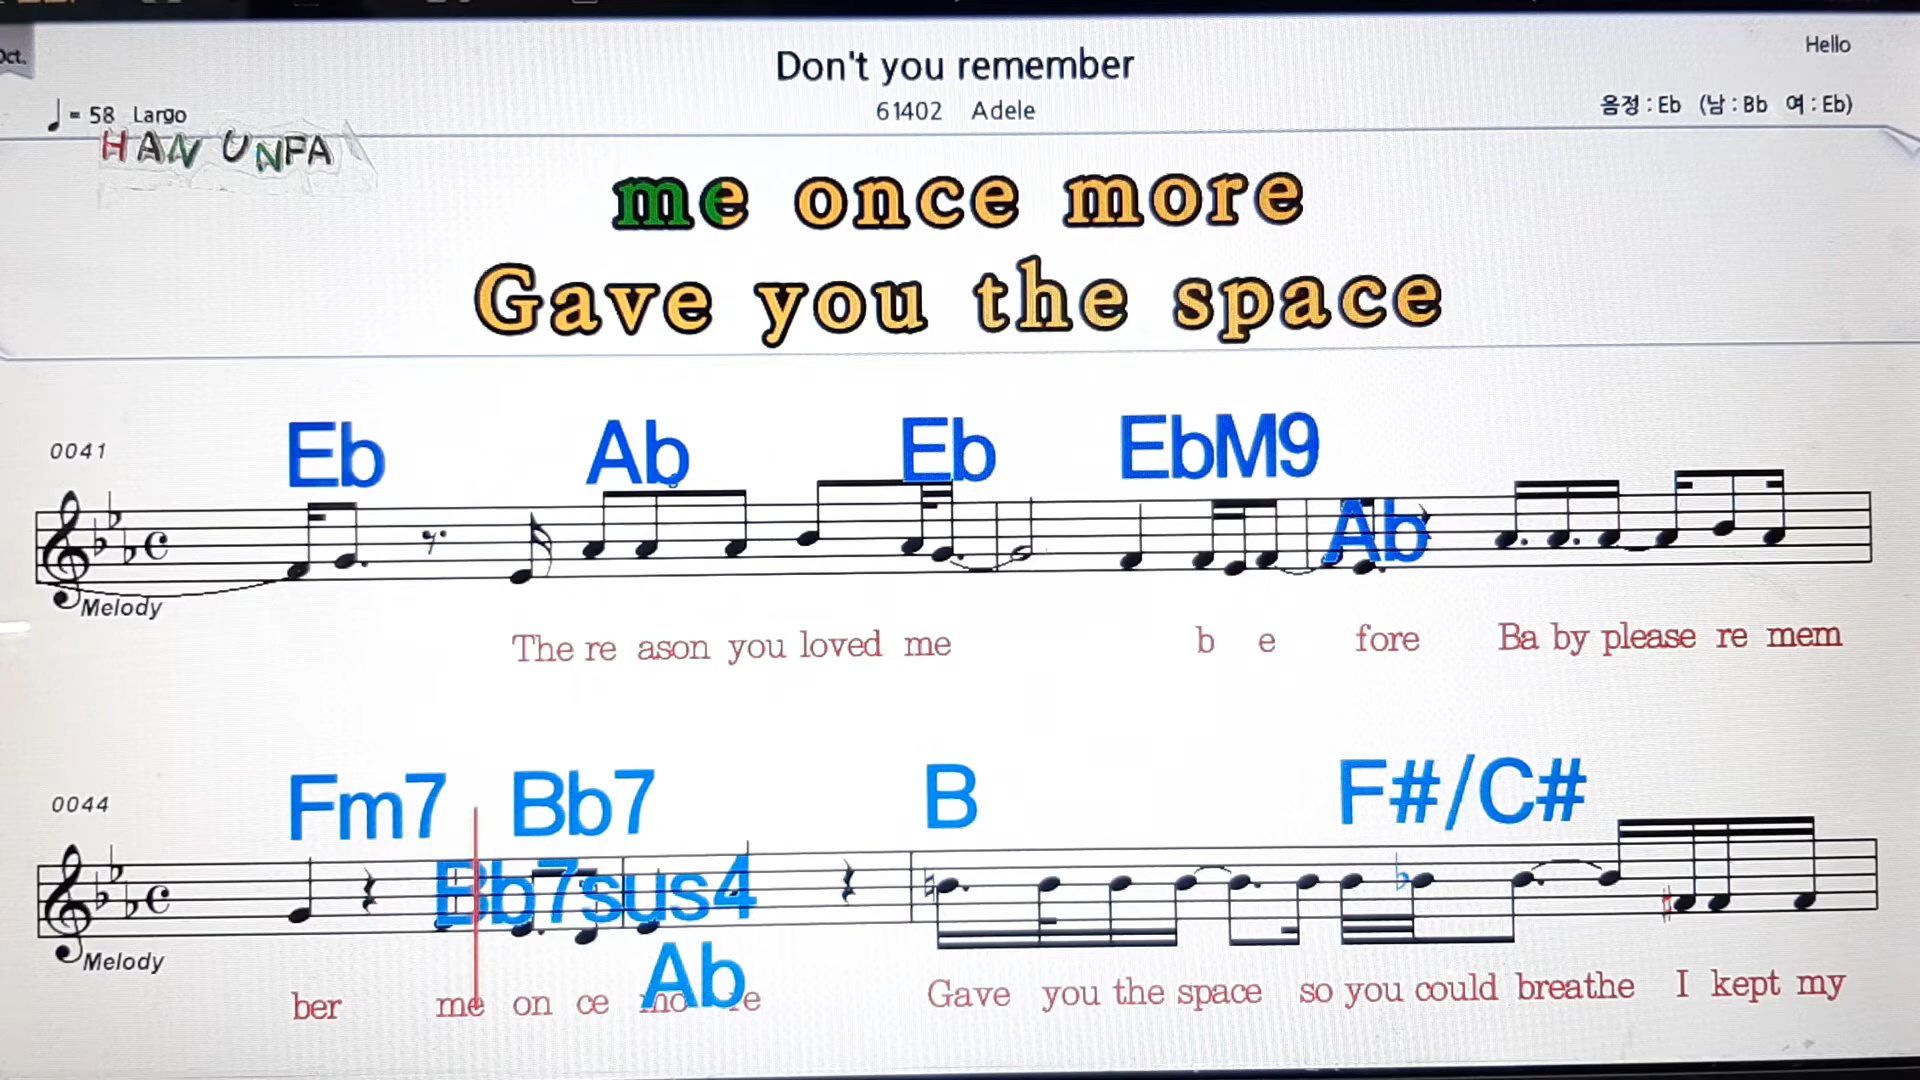 Oct.
Don't you remember
Hello
= 58 Largo
61402 Adele
음정 : Eb (남 : Bb 여 : Eb)
HAN UNPA
me once more
Gave you the space
0041
Eb Ab Eb EbM9
Ab
Melody
The re ason you loved me b e fore Ba by please re mem
0044
Fm7 Bb7 B F#/C#
Bb7sus4
Melody
Ab
ber me on ce mo re Gave you the space so you could breathe I kept my